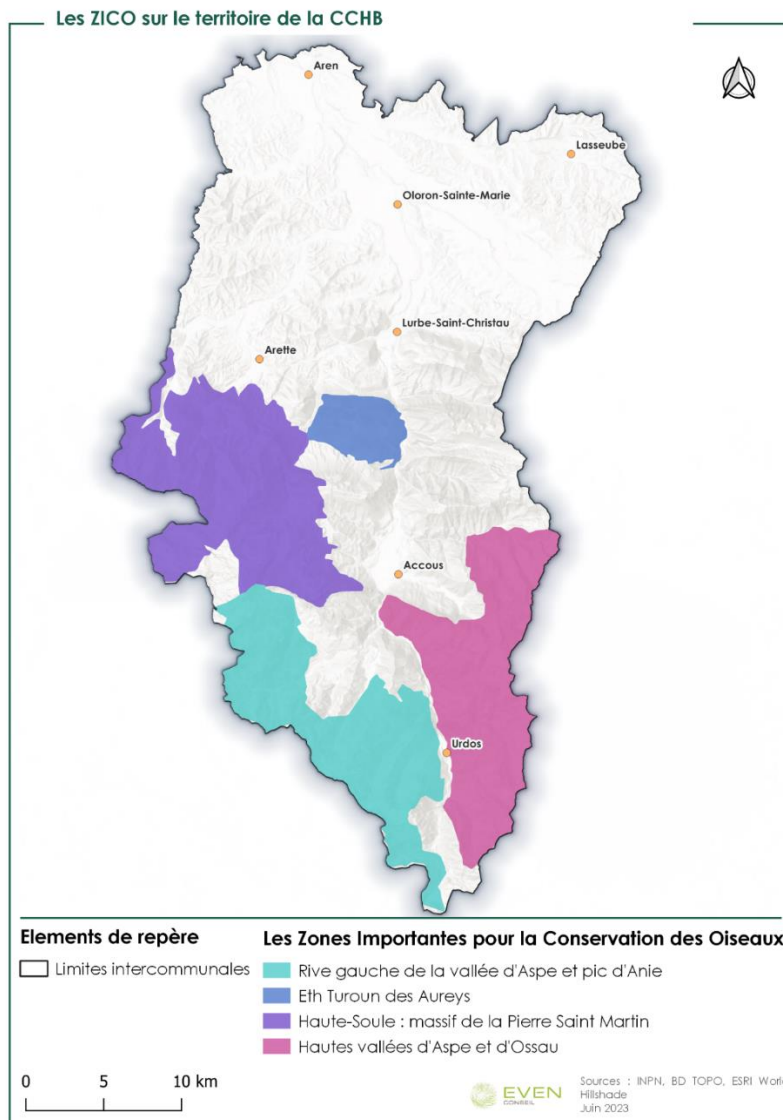 Les ZICO sur le territoire de la CCHB
Aren
Lasseube
Oloron-Sainte-Marie
Lurbe-Saint-Christau
Arette
Accous
Urdos
Elements de repère
Limites intercommunales
0 5 10 km
Les Zones Importantes pour la Conservation des Oiseaux
Rive gauche de la vallée d'Aspe et pic d'Anie
Eth Turoun des Aureys
Haute-Soule : massif de la Pierre Saint Martin
Hautes vallées d'Aspe et d'Ossau
EVEN
CONSEIL
Sources : INPN, BD TOPO, ESRI Worl
Hillshade
Juin 2023